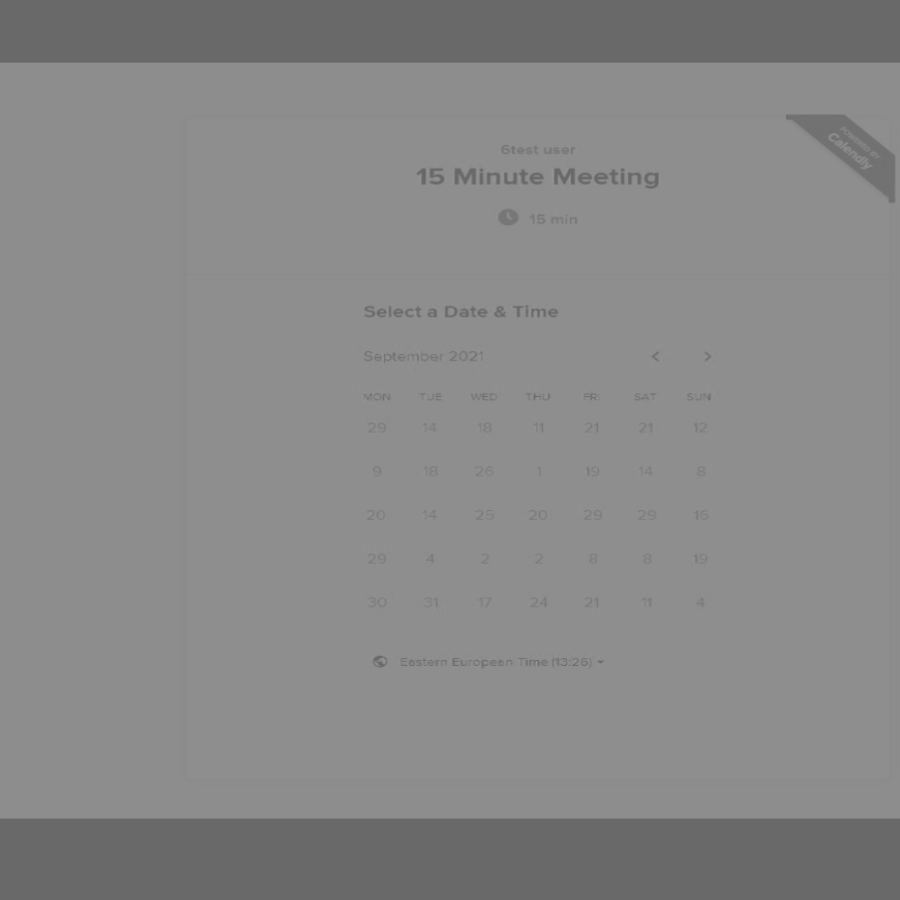 POWERED BY
Calendly
6test user
15 Minute Meeting
15 min
Select a Date & Time
September 2021
MON TUE WED THU FRI SAT SUN
29 14 18 11 21 21 12
9 18 26 1 19 14 8
20 14 25 20 29 29 16
29 4 2 2 8 8 19
30 31 17 24 21 11 4
Eastern European Time (13:26)